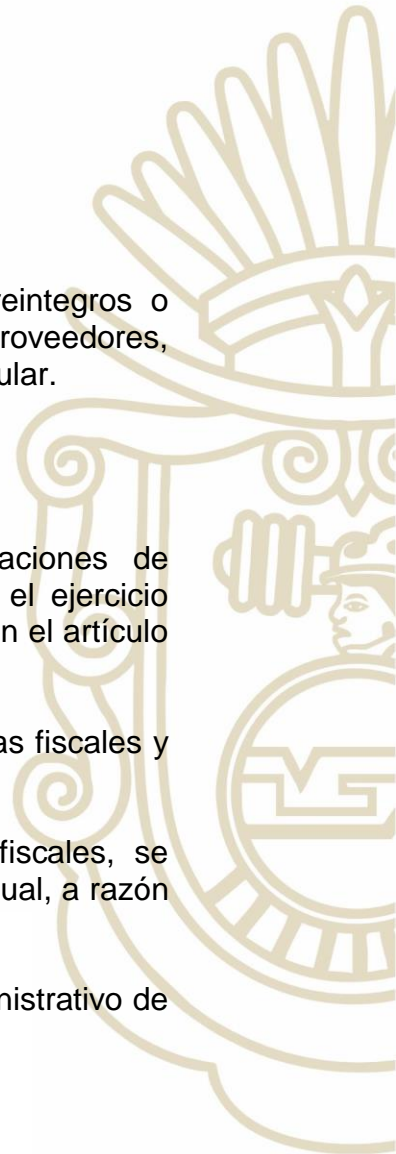 reintegros o
proveedores,
ular.
aciones de
el ejercicio
n el artículo
as fiscales y
fiscales, se
ual, a razón
nistrativo de